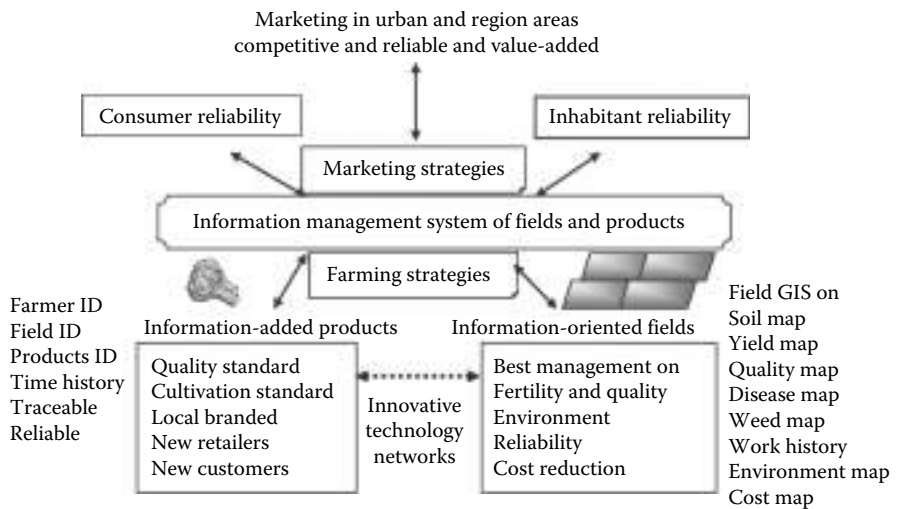 Marketing in urban and region areas
competitive and reliable and value-added
Consumer reliability
Inhabitant reliability
Marketing strategies
Information management system of fields and products
Farming strategies
Farmer ID
Field ID
Products ID
Time history
Traceable
Reliable
Information-added products
Quality standard
Cultivation standard
Local branded
New retailers
New customers
Innovative
technology
networks
Information-oriented fields
Best management on
Fertility and quality
Environment
Reliability
Cost reduction
Field GIS on
Soil map
Yield map
Quality map
Disease map
Weed map
Work history
Environment map
Cost map